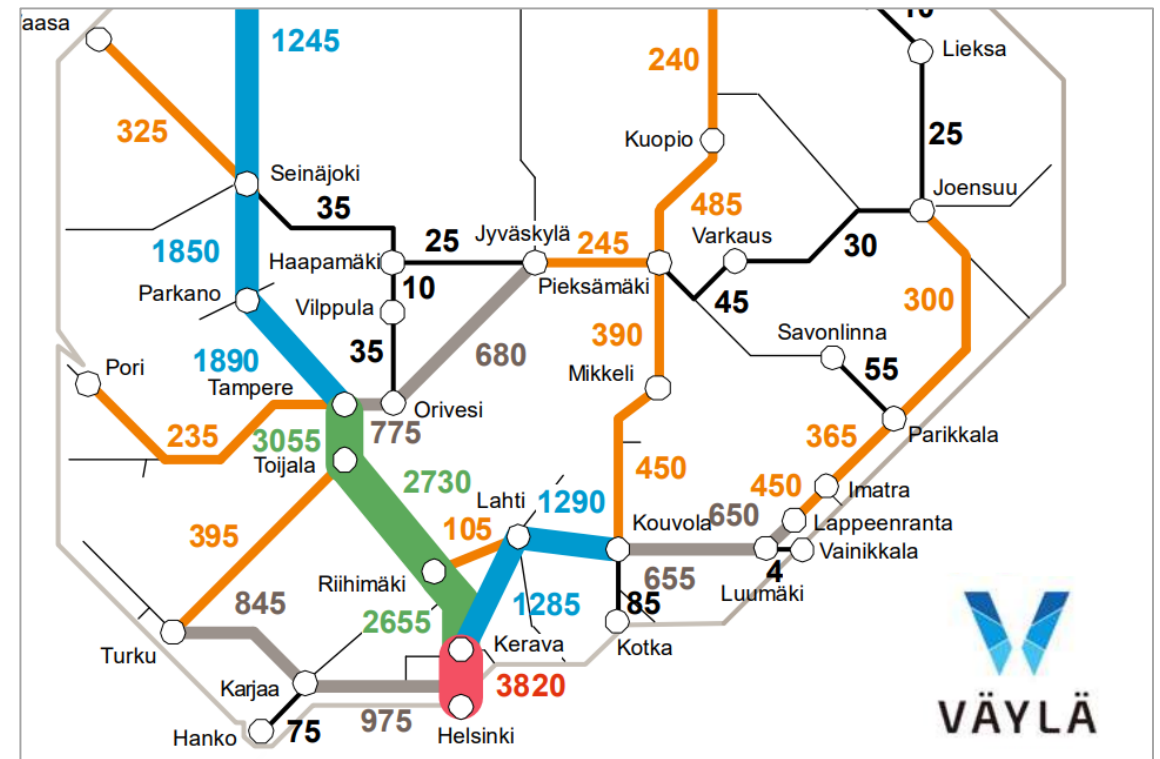 aasa
1245
10
Lieksa
240
325
Kuopio
25
Seinäjoki
Joensuu
35
485
1850
25
Jyväskylä
245
Varkaus
30
Haapamäki
Pieksämäki
10
45
300
Parkano
Vilppula
Savonlinna
390
1890
35
680
55
Pori
Mikkeli
Tampere
Orivesi
775
235
3055
365
Parikkala
Toijala
2730
450
450
Imatra
Lahti
1290
650
Kouvola
Lappeenranta
395
105
Vainikkala
655
4
Riihimäki
Luumäki
845
1285
85
2655
Turku
Kerava
Kotka
Karjaa
3820
975
75
Hanko
Helsinki
VÄYLÄ